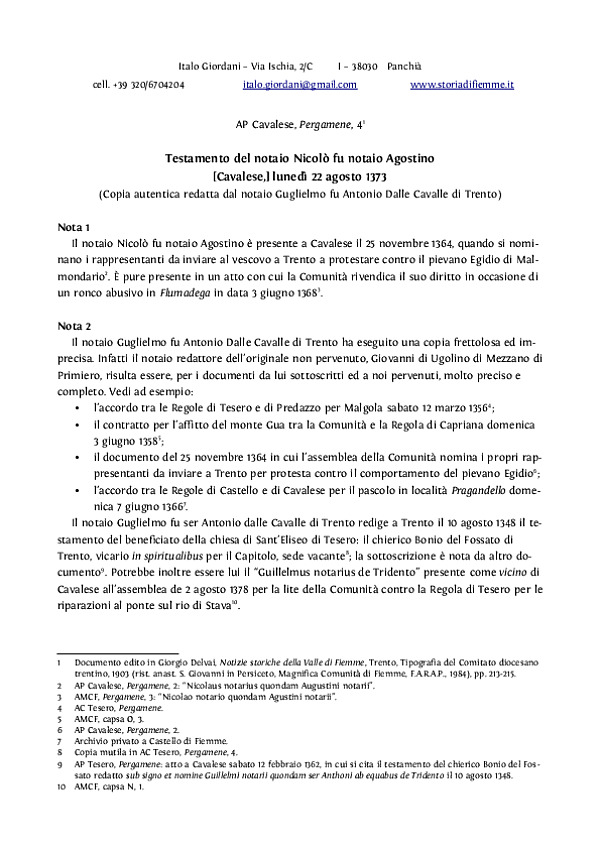 Italo Giordani – Via Ischia, 2/C I – 38030 Panchià
cell. +39 320/6704204 italo.giordani@gmail.com www.storiadifiemme.it
AP Cavalese, Pergamene, 4¹
Testamento del notaio Nicolò fu notaio Agostino
[Cavalese,] lunedì 22 agosto 1373
(Copia autentica redatta dal notaio Guglielmo fu Antonio Dalle Cavalle di Trento)
Nota 1
Il notaio Nicolò fu notaio Agostino è presente a Cavalese il 25 novembre 1364, quando si nomi-
nano i rappresentanti da inviare al vescovo a Trento a protestare contro il pievano Egidio di Mal-
mondario². È pure presente in un atto con cui la Comunità rivendica il suo diritto in occasione di
un ronco abusivo in Flumadega in data 3 giugno 1368³.
Nota 2
Il notaio Guglielmo fu Antonio Dalle Cavalle di Trento ha eseguito una copia frettolosa ed im-
precisa. Infatti il notaio redattore dell'originale non pervenuto, Giovanni di Ugolino di Mezzano di
Primiero, risulta essere, per i documenti da lui sottoscritti ed a noi pervenuti, molto preciso e
completo. Vedi ad esempio:
• l'accordo tra le Regole di Tesero e di Predazzo per Malgola sabato 12 marzo 1356⁴;
• il contratto per l'affitto del monte Gua tra la Comunità e la Regola di Capriana domenica
3 giugno 1358⁵;
• il documento del 25 novembre 1364 in cui l'assemblea della Comunità nomina i propri rap-
presentanti da inviare a Trento per protesta contro il comportamento del pievano Egidio⁶;
• l'accordo tra le Regole di Castello e di Cavalese per il pascolo in località Pragandello dome-
nica 7 giugno 1366⁷.
Il notaio Guglielmo fu ser Antonio dalle Cavalle di Trento redige a Trento il 10 agosto 1348 il te-
stamento del beneficiato della chiesa di Sant'Eliseo di Tesero: il chierico Bonio del Fossato di
Trento, vicario in spiritualibus per il Capitolo, sede vacante⁸; la sottoscrizione è nota da altro do-
cumento⁹. Potrebbe inoltre essere lui il "Guillelmus notarius de Tridento" presente come vicino di
Cavalese all'assemblea de 2 agosto 1378 per la lite della Comunità contro la Regola di Tesero per le
riparazioni al ponte sul rio di Stava¹⁰.
1 Documento edito in Giorgio Delvai, Notizie storiche della Valle di Fiemme, Trento, Tipografia del Comitato diocesano
trentino, 1903 (rist. anast. S. Giovanni in Persiceto, Magnifica Comunità di Fiemme, F.A.R.A.P., 1984), pp. 213-215.
2 AP Cavalese, Pergamene, 2: "Nicolaus notarius quondam Augustini notarii".
3 AMCF, Pergamene, 3: "Nicolao notario quondam Agustini notarii".
4 AC Tesero, Pergamene.
5 AMCF, capsa O, 3.
6 AP Cavalese, Pergamene, 2.
7 Archivio privato a Castello di Fiemme.
8 Copia mutila in AC Tesero, Pergamene, 4.
9 AP Tesero, Pergamene: atto a Cavalese sabato 12 febbraio 1362, in cui si cita il testamento del chierico Bonio del Fos-
sato redatto sub signo et nomine Guillelmi notarii quondam ser Anthoni ab equabus de Tridento il 10 agosto 1348.
10 AMCF, capsa N, 1.